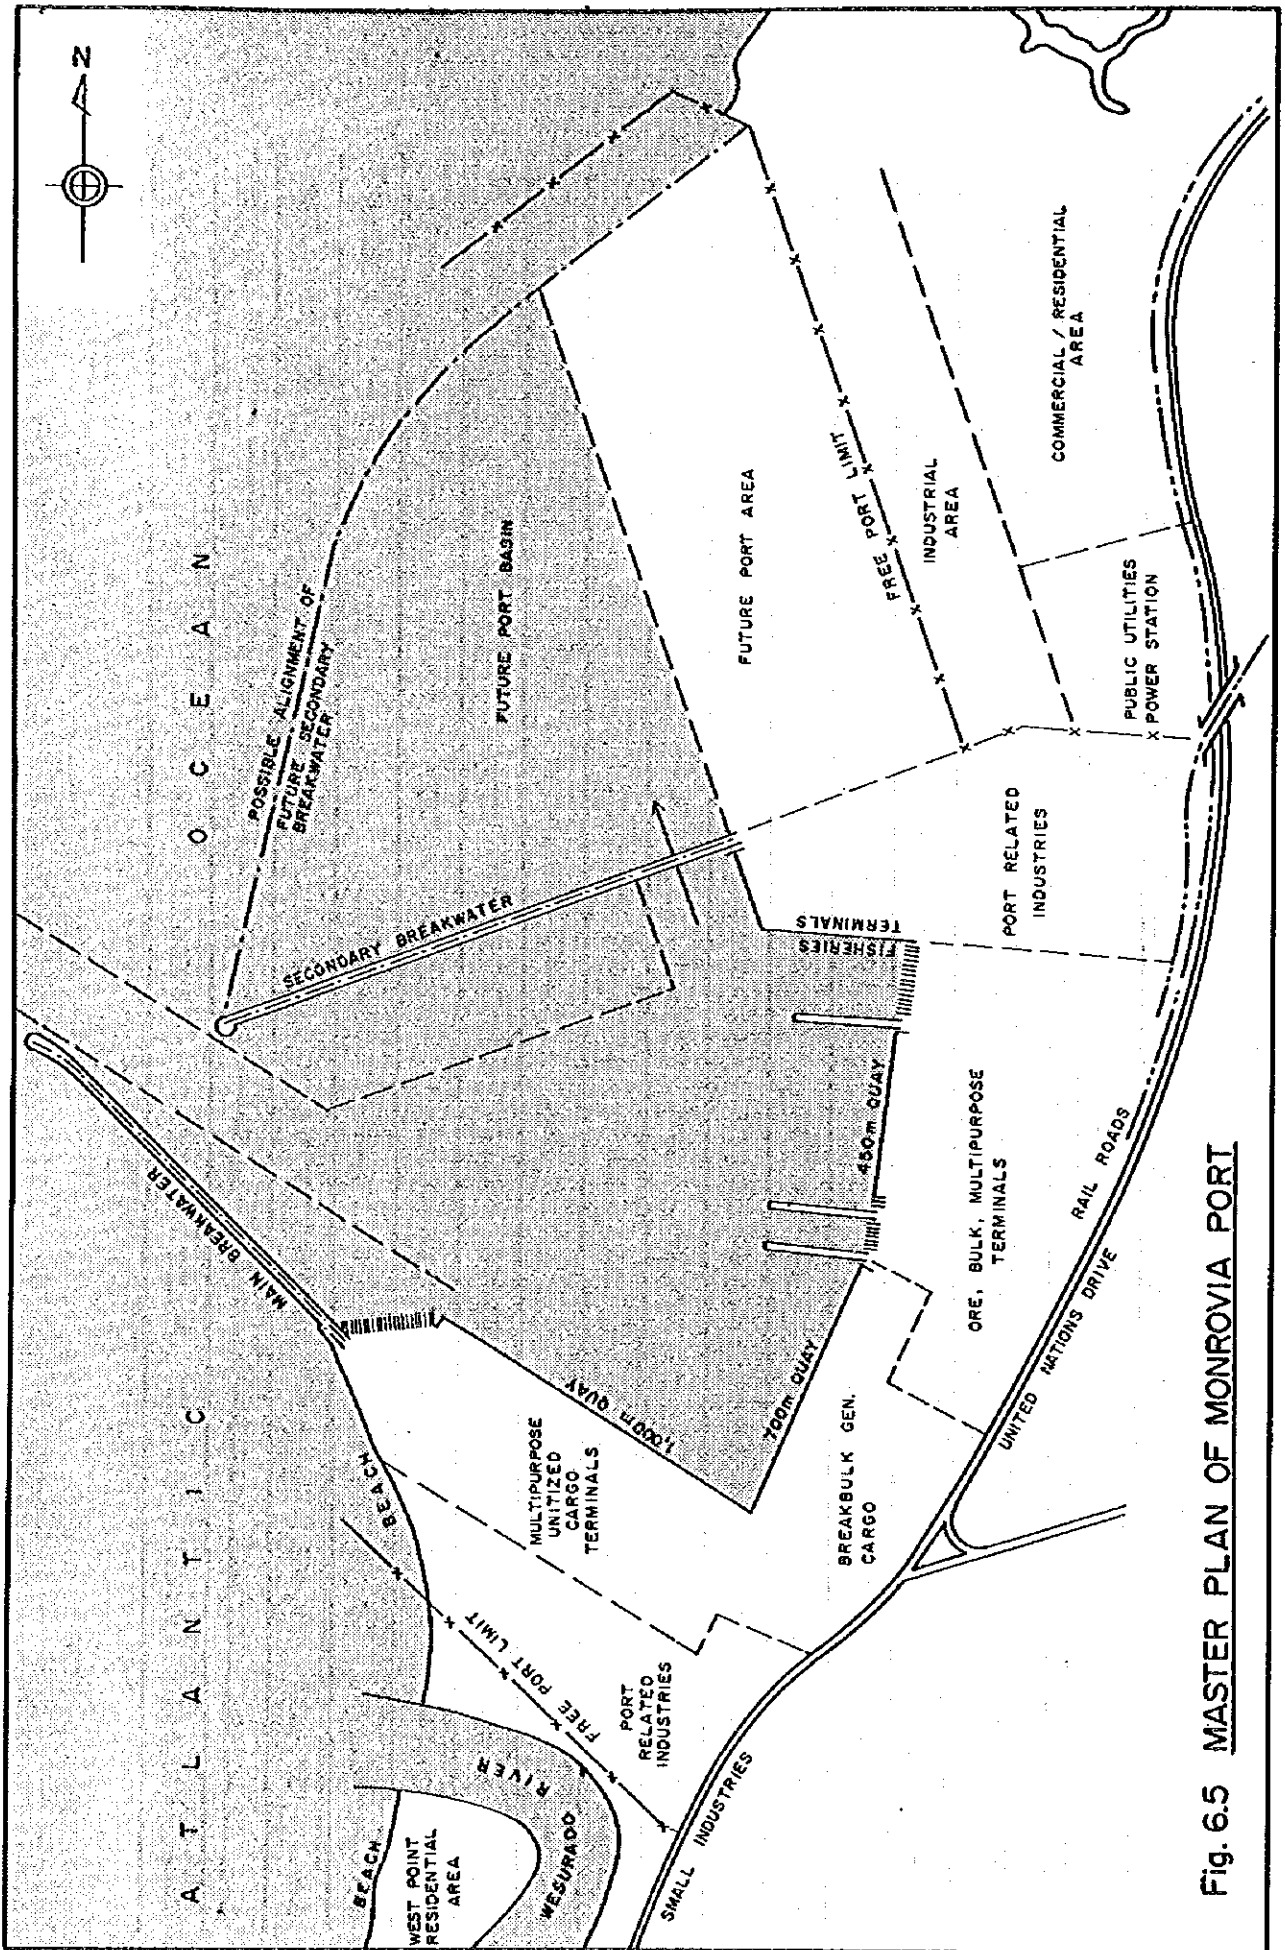 N
ATLANTIC OCEAN
POSSIBLE ALIGNMENT OF
FUTURE SECONDARY
BREAKWATER
FUTURE PORT BASIN
SECONDARY BREAKWATER
MAIN BREAKWATER
FUTURE PORT AREA
FREE PORT LIMIT
INDUSTRIAL
AREA
COMMERCIAL / RESIDENTIAL
AREA
PUBLIC UTILITIES
POWER STATION
PORT RELATED
INDUSTRIES
FISHERIES
TERMINALS
450m QUAY
ORE, BULK, MULTIPURPOSE
TERMINALS
RAIL ROADS
UNITED NATIONS DRIVE
700m QUAY
1,000m QUAY
BREAKBULK GEN.
CARGO
MULTIPURPOSE
UNITIZED
CARGO
TERMINALS
BEACH
FREE PORT LIMIT
PORT
RELATED
INDUSTRIES
SMALL INDUSTRIES
WESURADO RIVER
BEACH
WEST POINT
RESIDENTIAL
AREA
Fig. 6.5 MASTER PLAN OF MONROVIA PORT